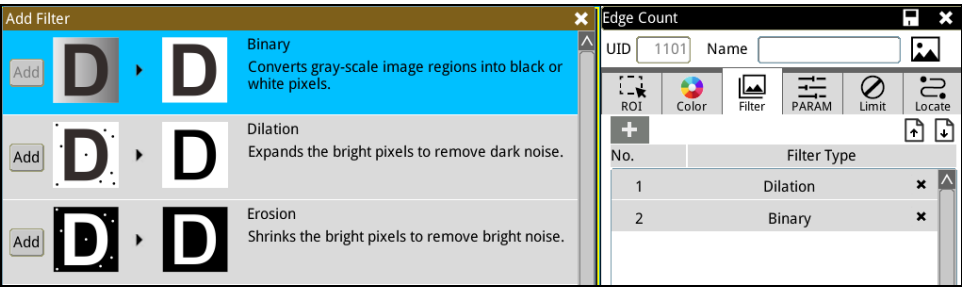 Add Filter
Add
D
D
Binary
Converts gray-scale image regions into black or
white pixels.
Add
D
D
Dilation
Expands the bright pixels to remove dark noise.
Add
D
D
Erosion
Shrinks the bright pixels to remove bright noise.
Edge Count
UID 1101 Name
ROI Color Filter PARAM Limit Locate
No. Filter Type
1 Dilation
2 Binary